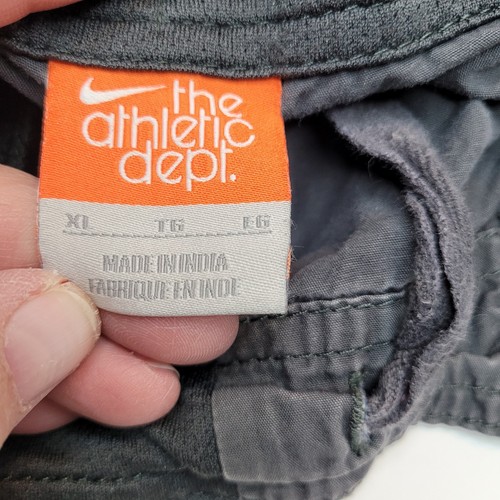 the
athletic
dept.
XL TG EG
MADE IN INDIA
FABRIQUE EN INDE